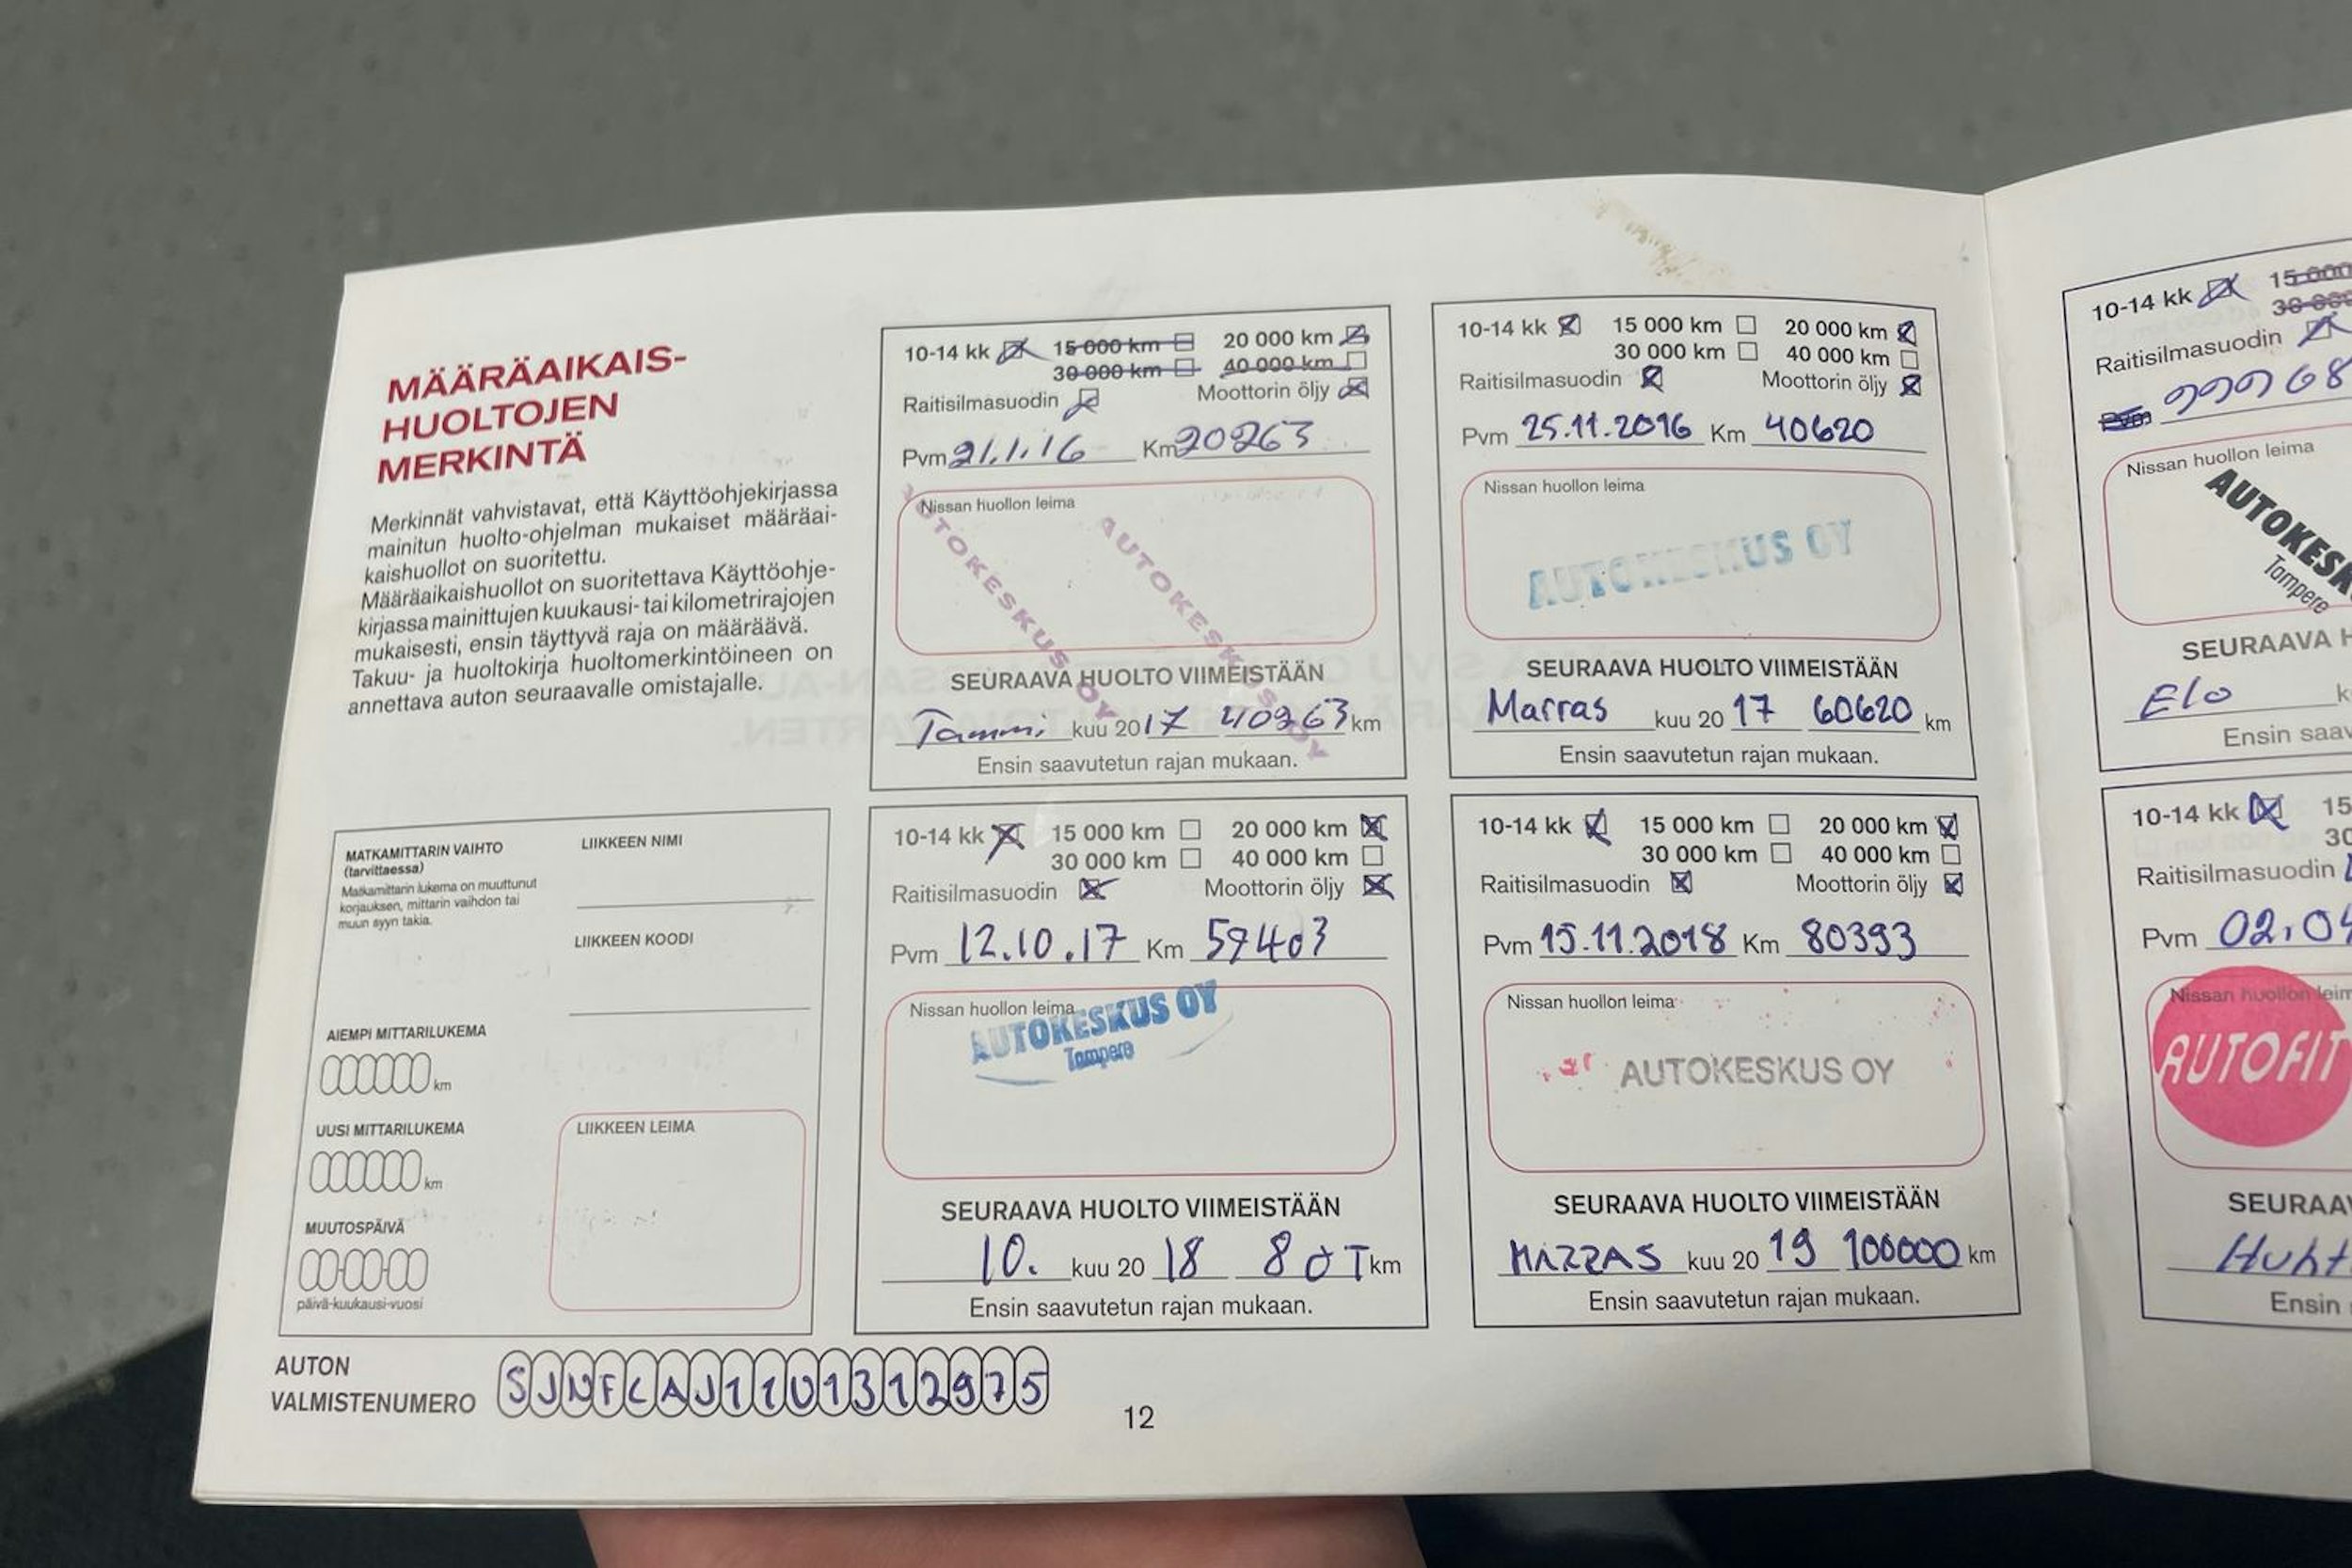 MÄÄRÄAIKAIS-
HUOLTOJEN
MERKINTÄ
Merkinnät vahvistavat, että Käyttöohjekirjassa
mainitun huolto-ohjelman mukaiset määräai-
kaishuollot on suoritettu.
Määräaikaishuollot on suoritettava Käyttöohje-
kirjassa mainittujen kuukausi- tai kilometrirajojen
mukaisesti, ensin täyttyvä raja on määräävä.
Takuu- ja huoltokirja huoltomerkintöineen on
annettava auton seuraavalle omistajalle.
MATKAMITTARIN VAIHTO
(tarvittaessa)
Matkamittarin lukema on muuttunut
korjauksen, mittarin vaihdon tai
muun syyn takia.
LIIKKEEN NIMI
LIIKKEEN KOODI
AIEMPI MITTARILUKEMA
km
UUSI MITTARILUKEMA
km
LIIKKEEN LEIMA
MUUTOSPÄIVÄ
päivä-kuukausi-vuosi
AUTON
VALMISTENUMERO SJNFCAJ11U1312975
10-14 kk 15 000 km 20 000 km
30 000 km 40 000 km
Raitisilmasuodin Moottorin öljy
Pvm 21.1.16 Km 20263
Nissan huollon leima
AUTOKESKUS OY
AUTOKESKUS OY
SEURAAVA HUOLTO VIIMEISTÄÄN
Tammi kuu 2017 40263 km
Ensin saavutetun rajan mukaan.
10-14 kk 15 000 km 20 000 km
30 000 km 40 000 km
Raitisilmasuodin Moottorin öljy
Pvm 25.11.2016 Km 40620
Nissan huollon leima
AUTOKESKUS OY
SEURAAVA HUOLTO VIIMEISTÄÄN
Marras kuu 20 17 60620 km
Ensin saavutetun rajan mukaan.
10-14 kk 15 000 km 20 000 km
30 000 km 40 000 km
Raitisilmasuodin Moottorin öljy
Pvm 12.10.17 Km 59403
Nissan huollon leima
AUTOKESKUS OY
Tampere
SEURAAVA HUOLTO VIIMEISTÄÄN
10. kuu 20 18 80T km
Ensin saavutetun rajan mukaan.
10-14 kk 15 000 km 20 000 km
30 000 km 40 000 km
Raitisilmasuodin Moottorin öljy
Pvm 15.11.2018 Km 80393
Nissan huollon leima
AUTOKESKUS OY
SEURAAVA HUOLTO VIIMEISTÄÄN
MARRAS kuu 20 19 100000 km
Ensin saavutetun rajan mukaan.
12
10-14 kk 15 000
30 000
Raitisilmasuodin
Pvm 99968
Nissan huollon leima
AUTOKESK
Tampere
SEURAAVA H
Elo k
Ensin saav
10-14 kk 15
30
Raitisilmasuodin
Pvm 02.04
Nissan huollon leim
AUTOFIT
SEURAAV
Huht
Ensin